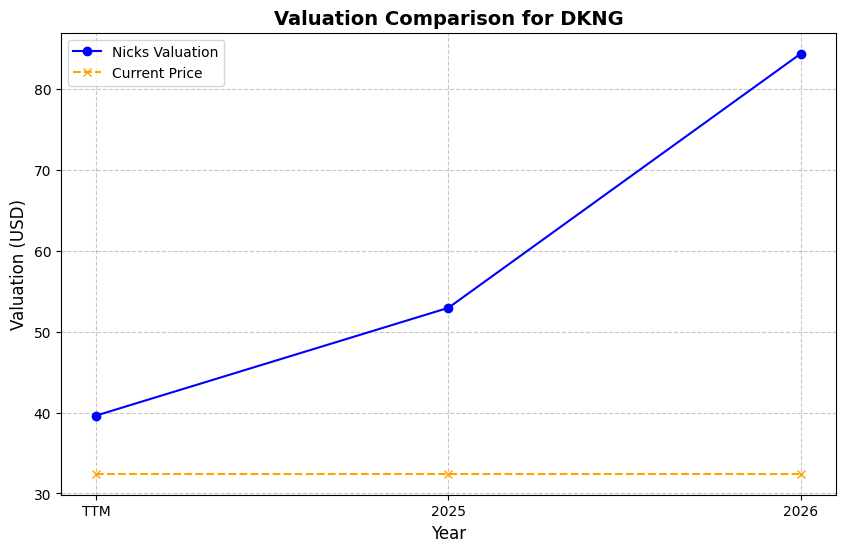 Valuation Comparison for DKNG
Nicks Valuation
Current Price
Valuation (USD)
80
70
60
50
40
30
TTM
2025
2026
Year